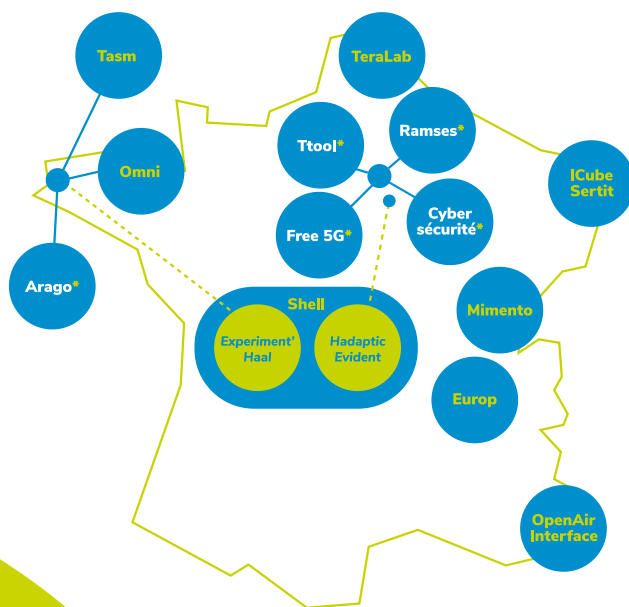 Tasm
TeraLab
Ttool*
Ramses*
Omni
ICube
Sertit
Free 5G*
Cyber
sécurité*
Arago*
Shell
Mimento
Experiment'
Haal
Hadaptic
Evident
Europ
OpenAir
Interface